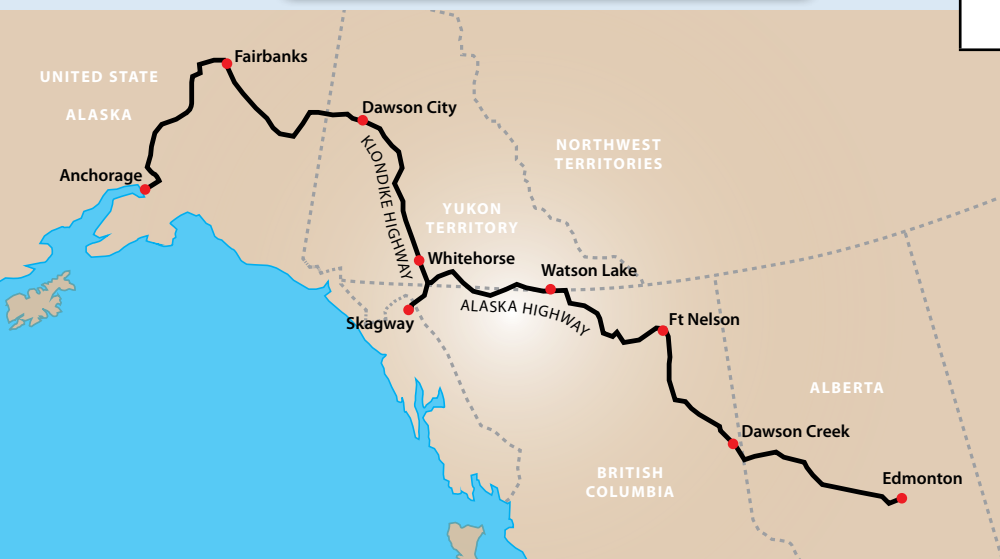 Fairbanks
UNITED STATE
ALASKA
Dawson City
Anchorage
KLONDIKE HIGHWAY
NORTHWEST
TERRITORIES
YUKON
TERRITORY
Whitehorse
Watson Lake
ALASKA HIGHWAY
Skagway
Ft Nelson
ALBERTA
Dawson Creek
BRITISH
COLUMBIA
Edmonton